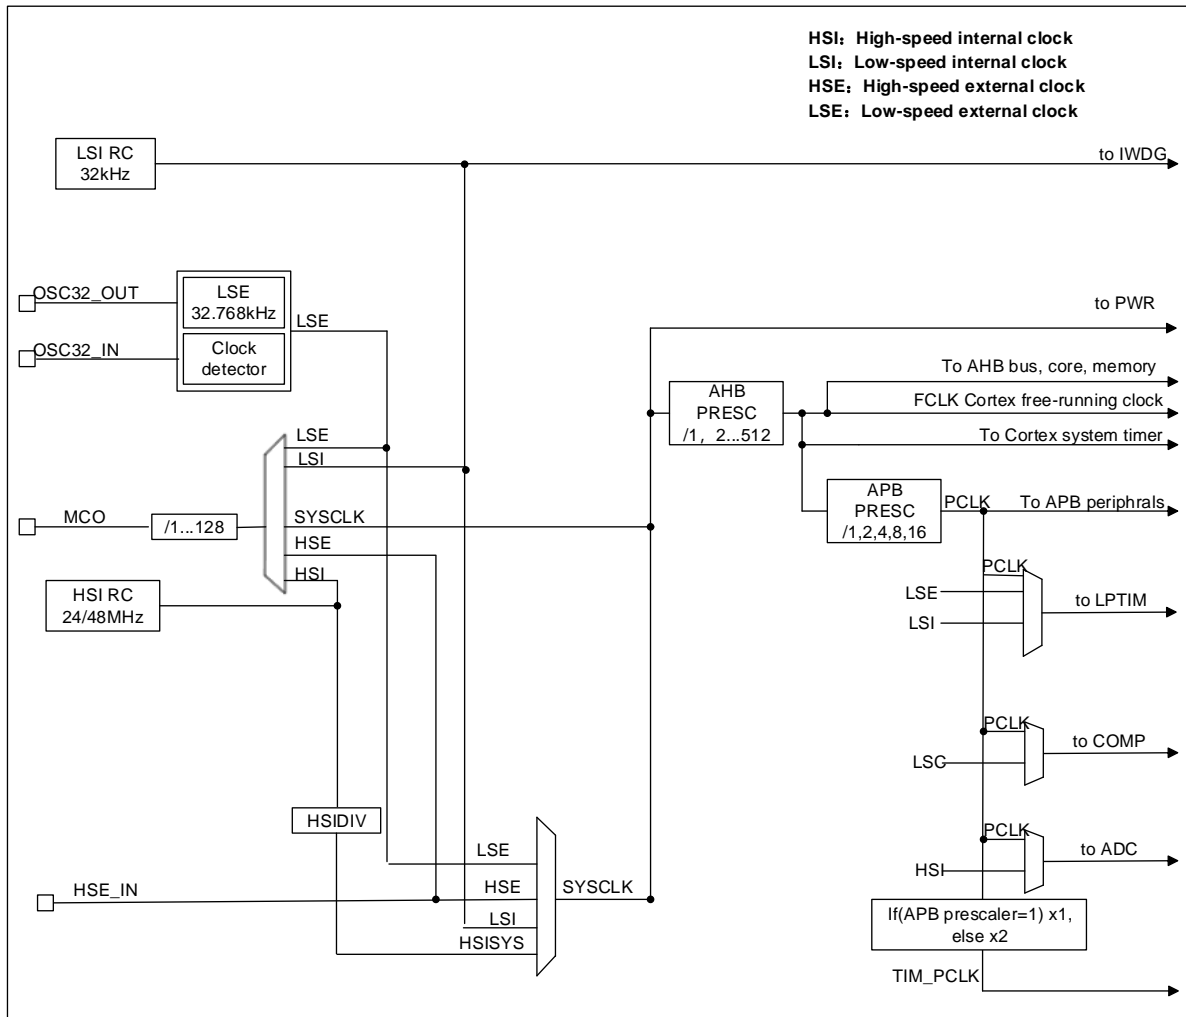 HSI：High-speed internal clock
LSI：Low-speed internal clock
HSE：High-speed external clock
LSE：Low-speed external clock
LSI RC
32kHz
to IWDG
OSC32_OUT
LSE
32.768kHz
LSE
OSC32_IN
Clock
detector
to PWR
To AHB bus, core, memory
AHB
PRESC
/1, 2...512
FCLK Cortex free-running clock
To Cortex system timer
LSE
LSI
MCO
/1...128
SYSCLK
HSE
HSI
APB
PRESC
/1,2,4,8,16
PCLK
To APB periphrals
HSI RC
24/48MHz
PCLK
LSE
LSI
to LPTIM
PCLK
LSC
to COMP
HSIDIV
PCLK
HSI
to ADC
LSE
HSE_IN
HSE
LSI
HSISYS
SYSCLK
If(APB prescaler=1) x1,
else x2
TIM_PCLK